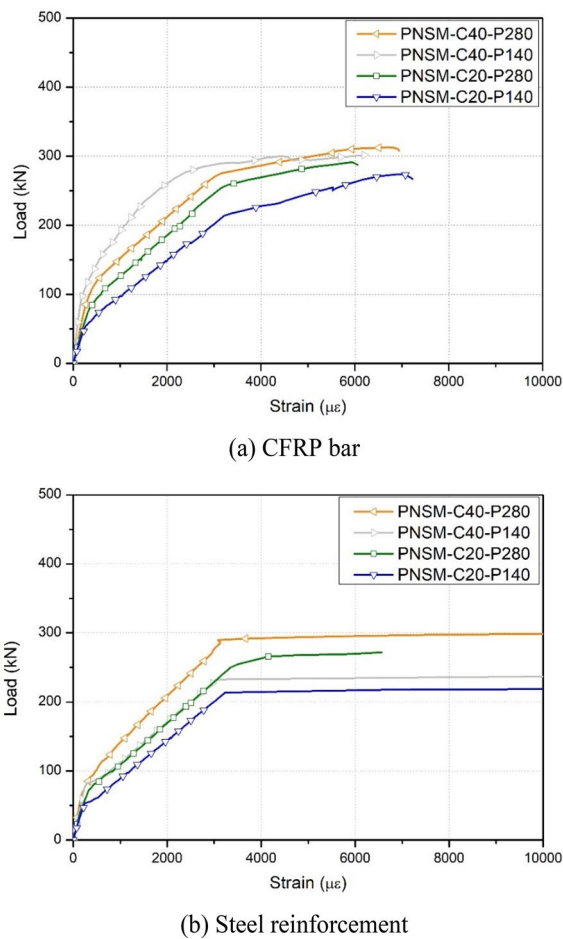 500
400
300
200
100
0
Load (kN)
PNSM-C40-P280
PNSM-C40-P140
PNSM-C20-P280
PNSM-C20-P140
0 2000 4000 6000 8000 10000
Strain (με)
(a) CFRP bar
500
400
300
200
100
0
Load (kN)
PNSM-C40-P280
PNSM-C40-P140
PNSM-C20-P280
PNSM-C20-P140
0 2000 4000 6000 8000 10000
Strain (με)
(b) Steel reinforcement